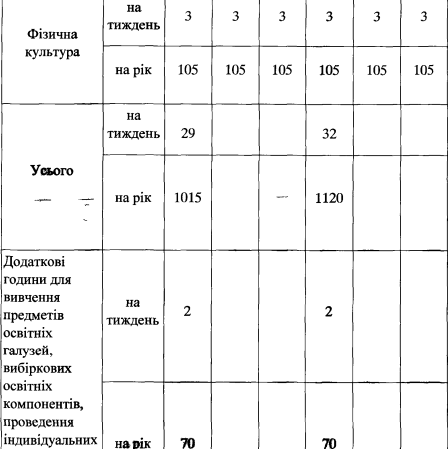 Фізична
культура
на
тиждень 3 3 3 3 3 3
на рік 105 105 105 105 105 105
Усього
на
тиждень 29 32
на рік 1015 1120
Додаткові
години для
вивчення
предметів
освітніх
галузей,
вибіркових
освітніх
компонентів,
проведення
індивідуальних
на
тиждень 2 2
на рік 70 70